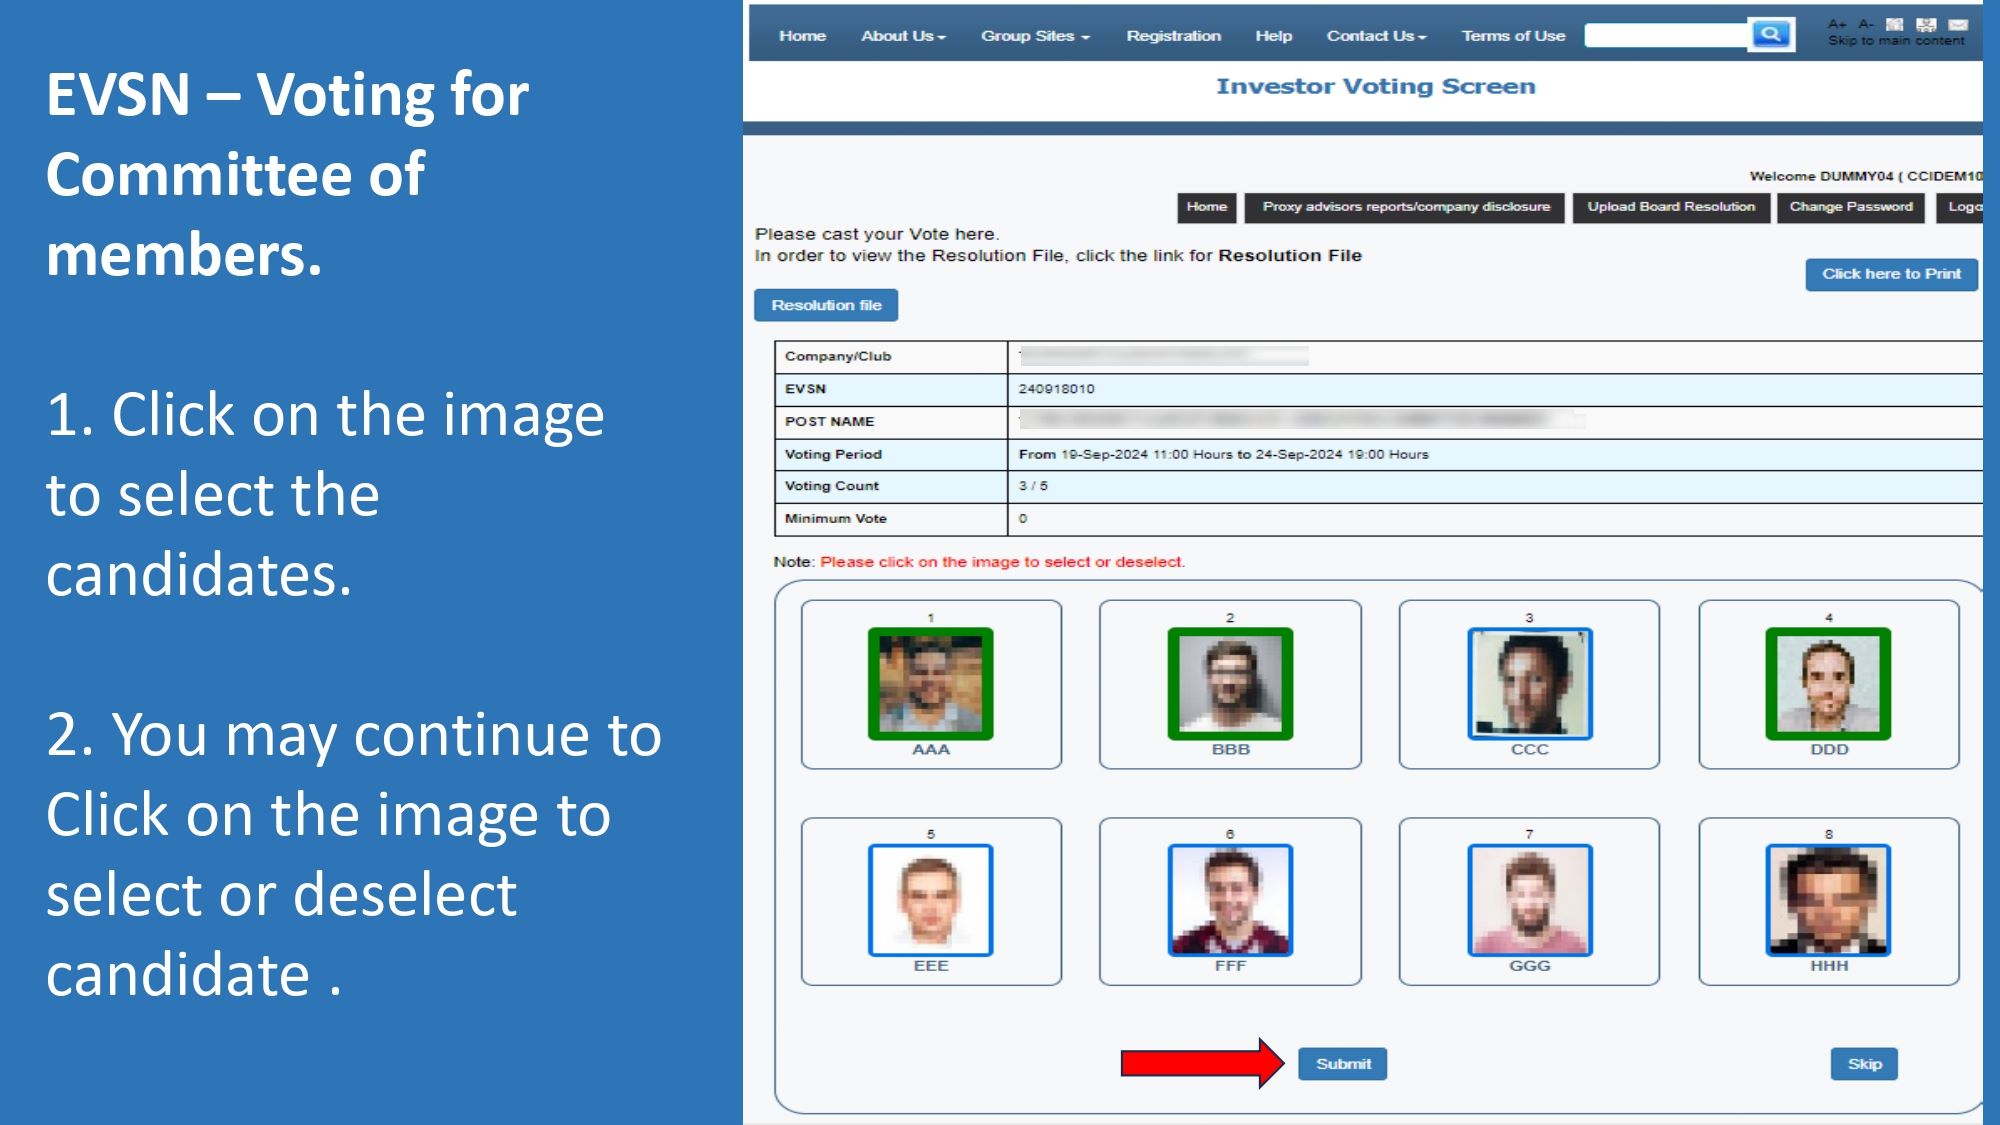 EVSN – Voting for
Committee of
members.
1. Click on the image
to select the
candidates.
2. You may continue to
Click on the image to
select or deselect
candidate .
Home About Us Group Sites Registration Help Contact Us Terms of Use A+ A-
Skip to main content
Investor Voting Screen
Welcome DUMMY04 ( CCIDEM10
Home Proxy advisors reports/company disclosure Upload Board Resolution Change Password Logo
Please cast your Vote here.
In order to view the Resolution File, click the link for Resolution File
Click here to Print
Resolution file
Company/Club
EVSN 240918010
POST NAME
Voting Period From 19-Sep-2024 11:00 Hours to 24-Sep-2024 19:00 Hours
Voting Count 3 / 5
Minimum Vote 0
Note: Please click on the image to select or deselect.
1 2 3 4
AAA BBB CCC DDD
5 6 7 8
EEE FFF GGG HHH
Submit Skip